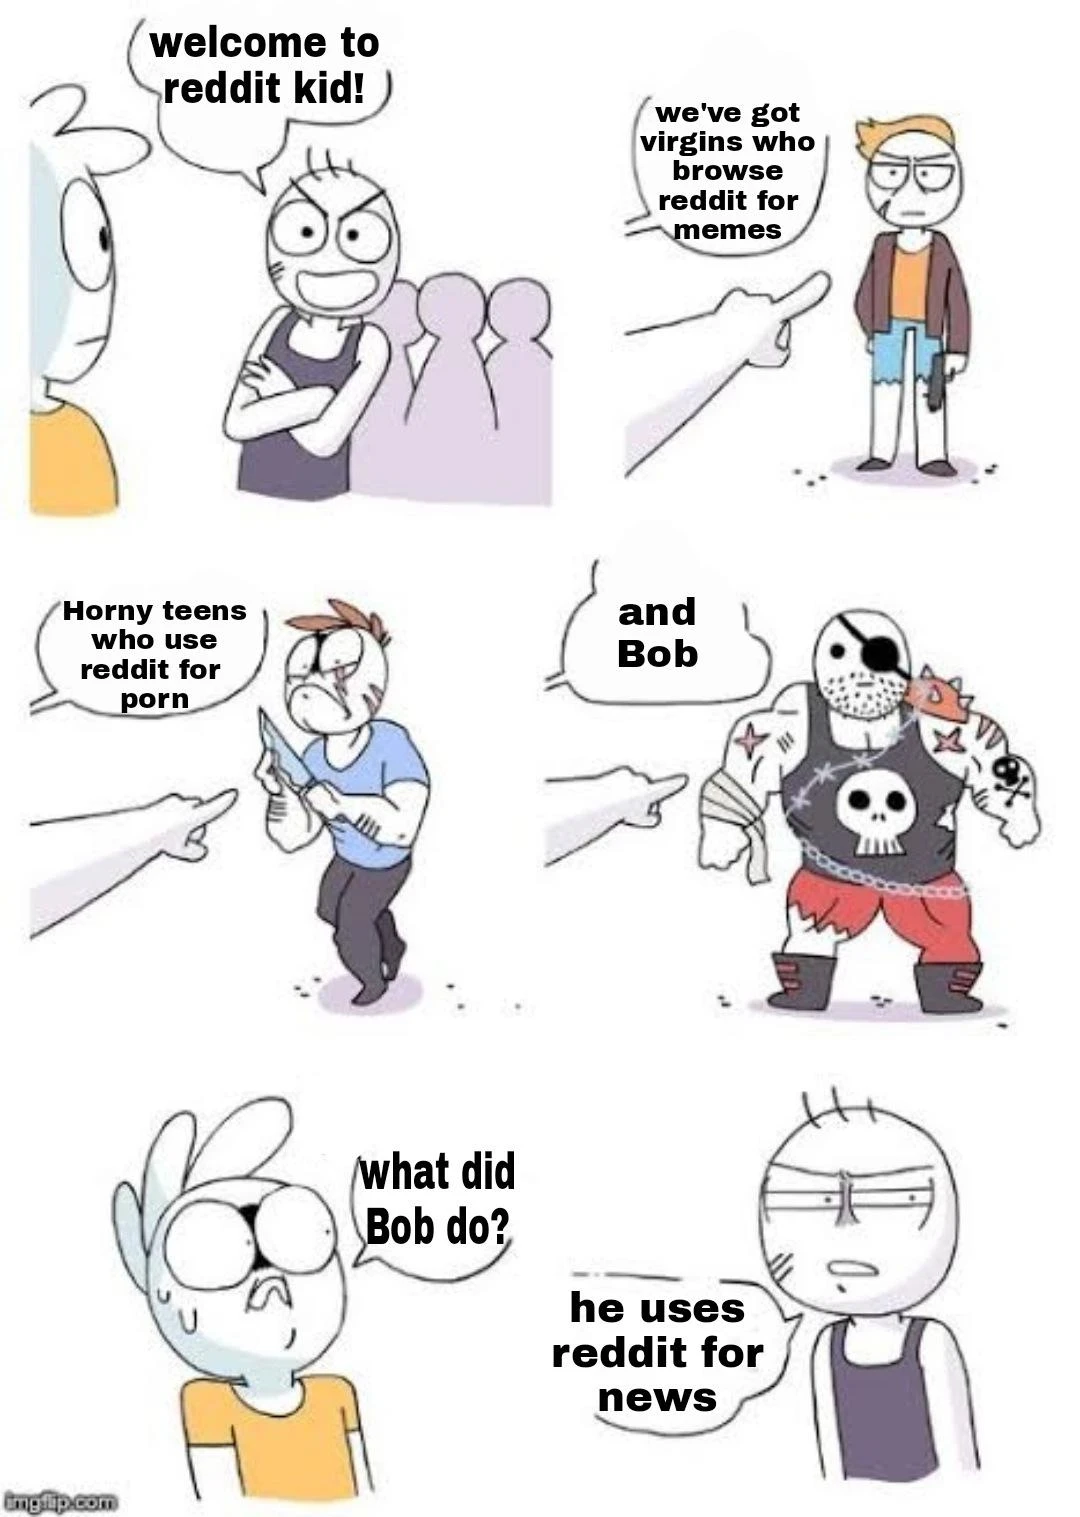 welcome to
reddit kid!
we've got
virgins who
browse
reddit for
memes
Horny teens
who use
reddit for
porn
and
Bob
what did
Bob do?
he uses
reddit for
news
imgflip.com